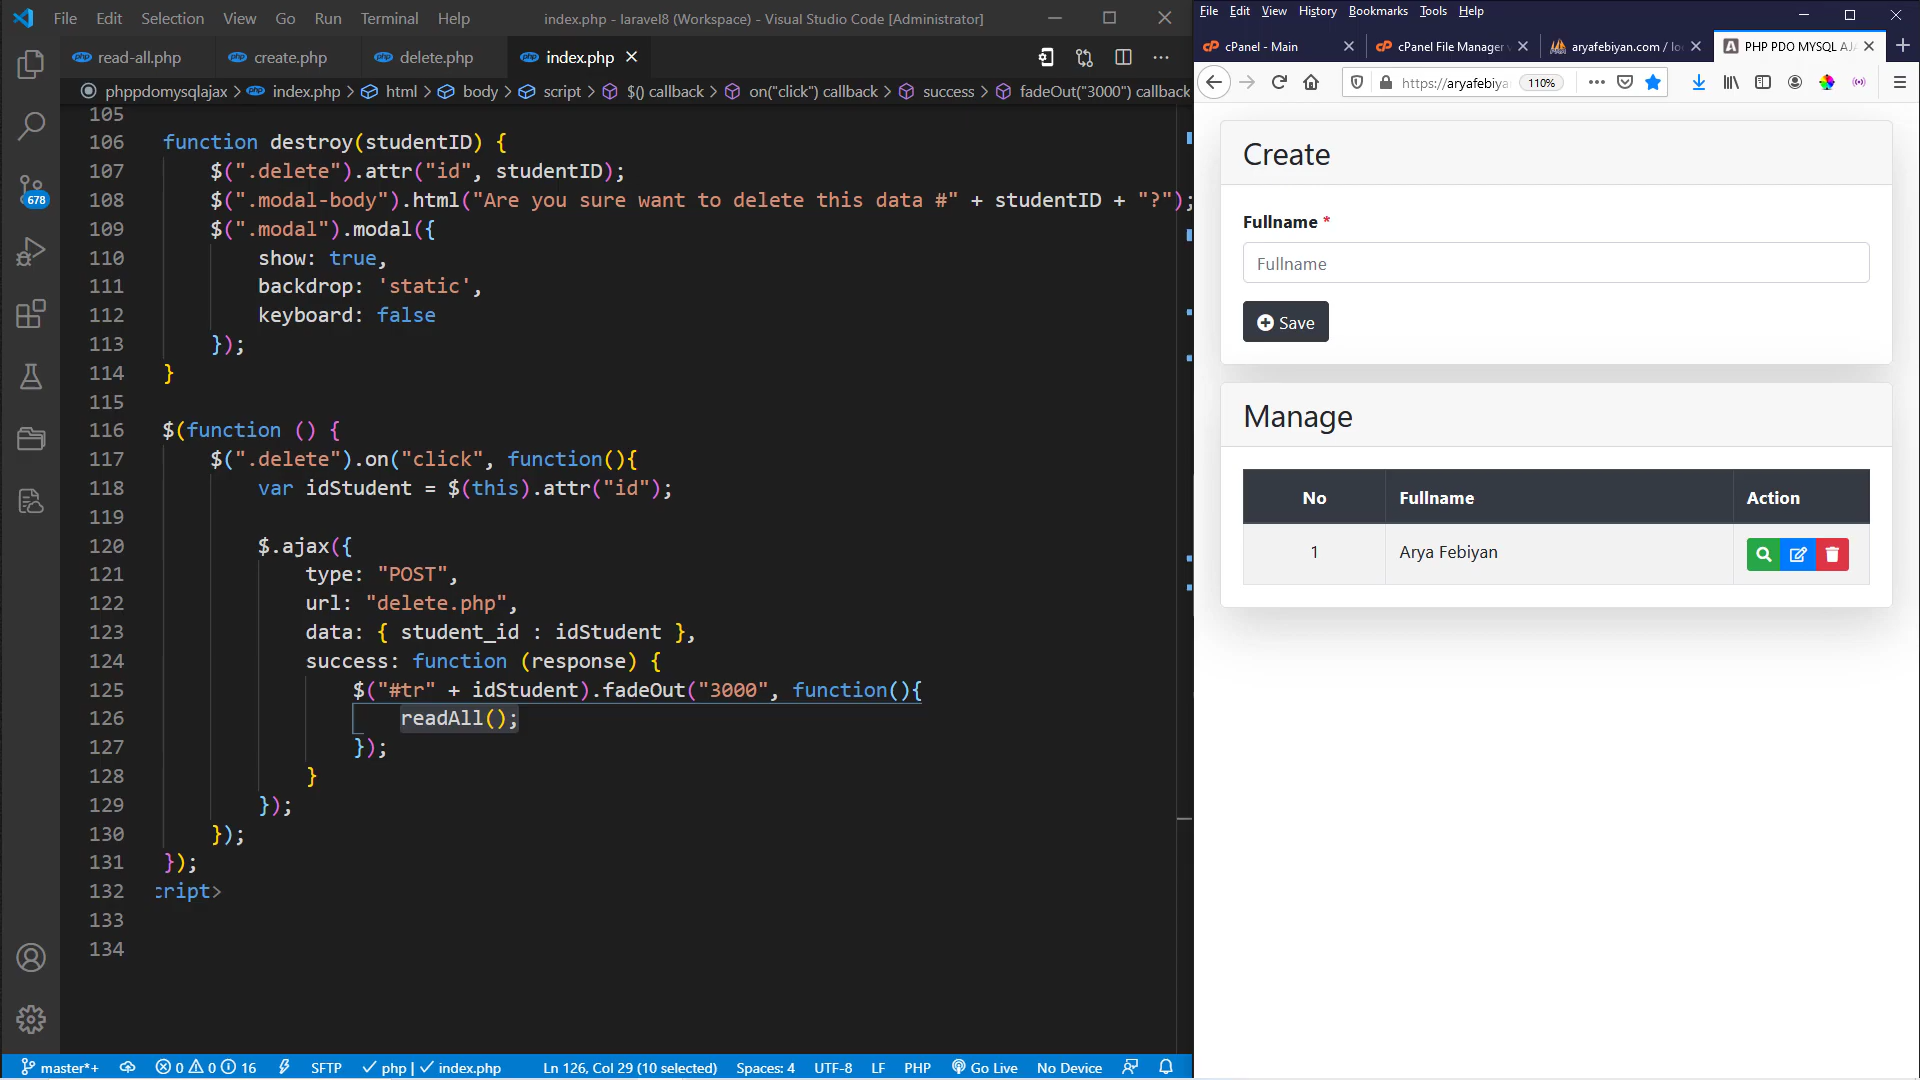 File Edit Selection View Go Run Terminal Help index.php - laravel8 (Workspace) - Visual Studio Code [Administrator]
read-all.php create.php delete.php index.php
phppdomysqlajax > index.php > html > body > script > $() callback > on("click") callback > success > fadeOut("3000") callback
105
106 function destroy(studentID) {
107 $(".delete").attr("id", studentID);
108 $(".modal-body").html("Are you sure want to delete this data #" + studentID + "?");
109 $(".modal").modal({
110 show: true,
111 backdrop: 'static',
112 keyboard: false
113 });
114 }
115
116 $(function () {
117 $(".delete").on("click", function(){
118 var idStudent = $(this).attr("id");
119
120 $.ajax({
121 type: "POST",
122 url: "delete.php",
123 data: { student_id : idStudent },
124 success: function (response) {
125 $("#tr" + idStudent).fadeOut("3000", function(){
126 readAll();
127 });
128 }
129 });
130 });
131 });
132 cript>
133
134
678
master*+ 0 0 16 SFTP php | index.php Ln 126, Col 29 (10 selected) Spaces: 4 UTF-8 LF PHP Go Live No Device
File Edit View History Bookmarks Tools Help
cPanel - Main cPanel File Manager aryafebiyan.com / lo PHP PDO MYSQL AJA
https://aryafebiya 110%
Create
Fullname *
Fullname
Save
Manage
No Fullname Action
1 Arya Febiyan